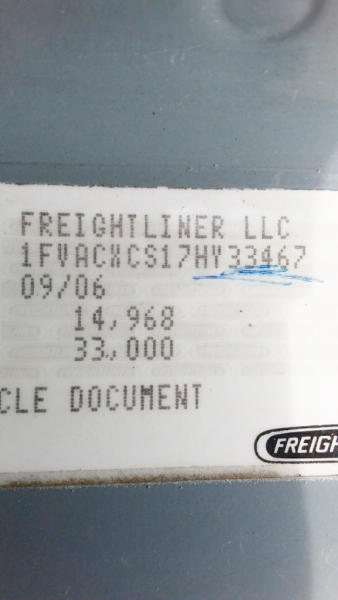 FREIGHTLINER LLC
1FVACXCS17HY33467
09/06
14,968
33,000
CLE DOCUMENT
FREIGH